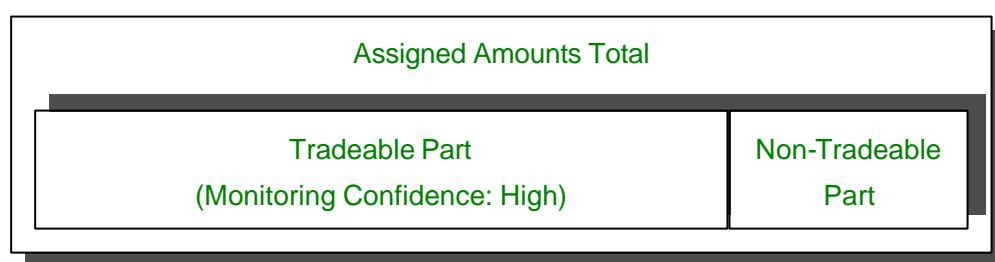 Assigned Amounts Total
Tradeable Part
(Monitoring Confidence: High)
Non-Tradeable
Part